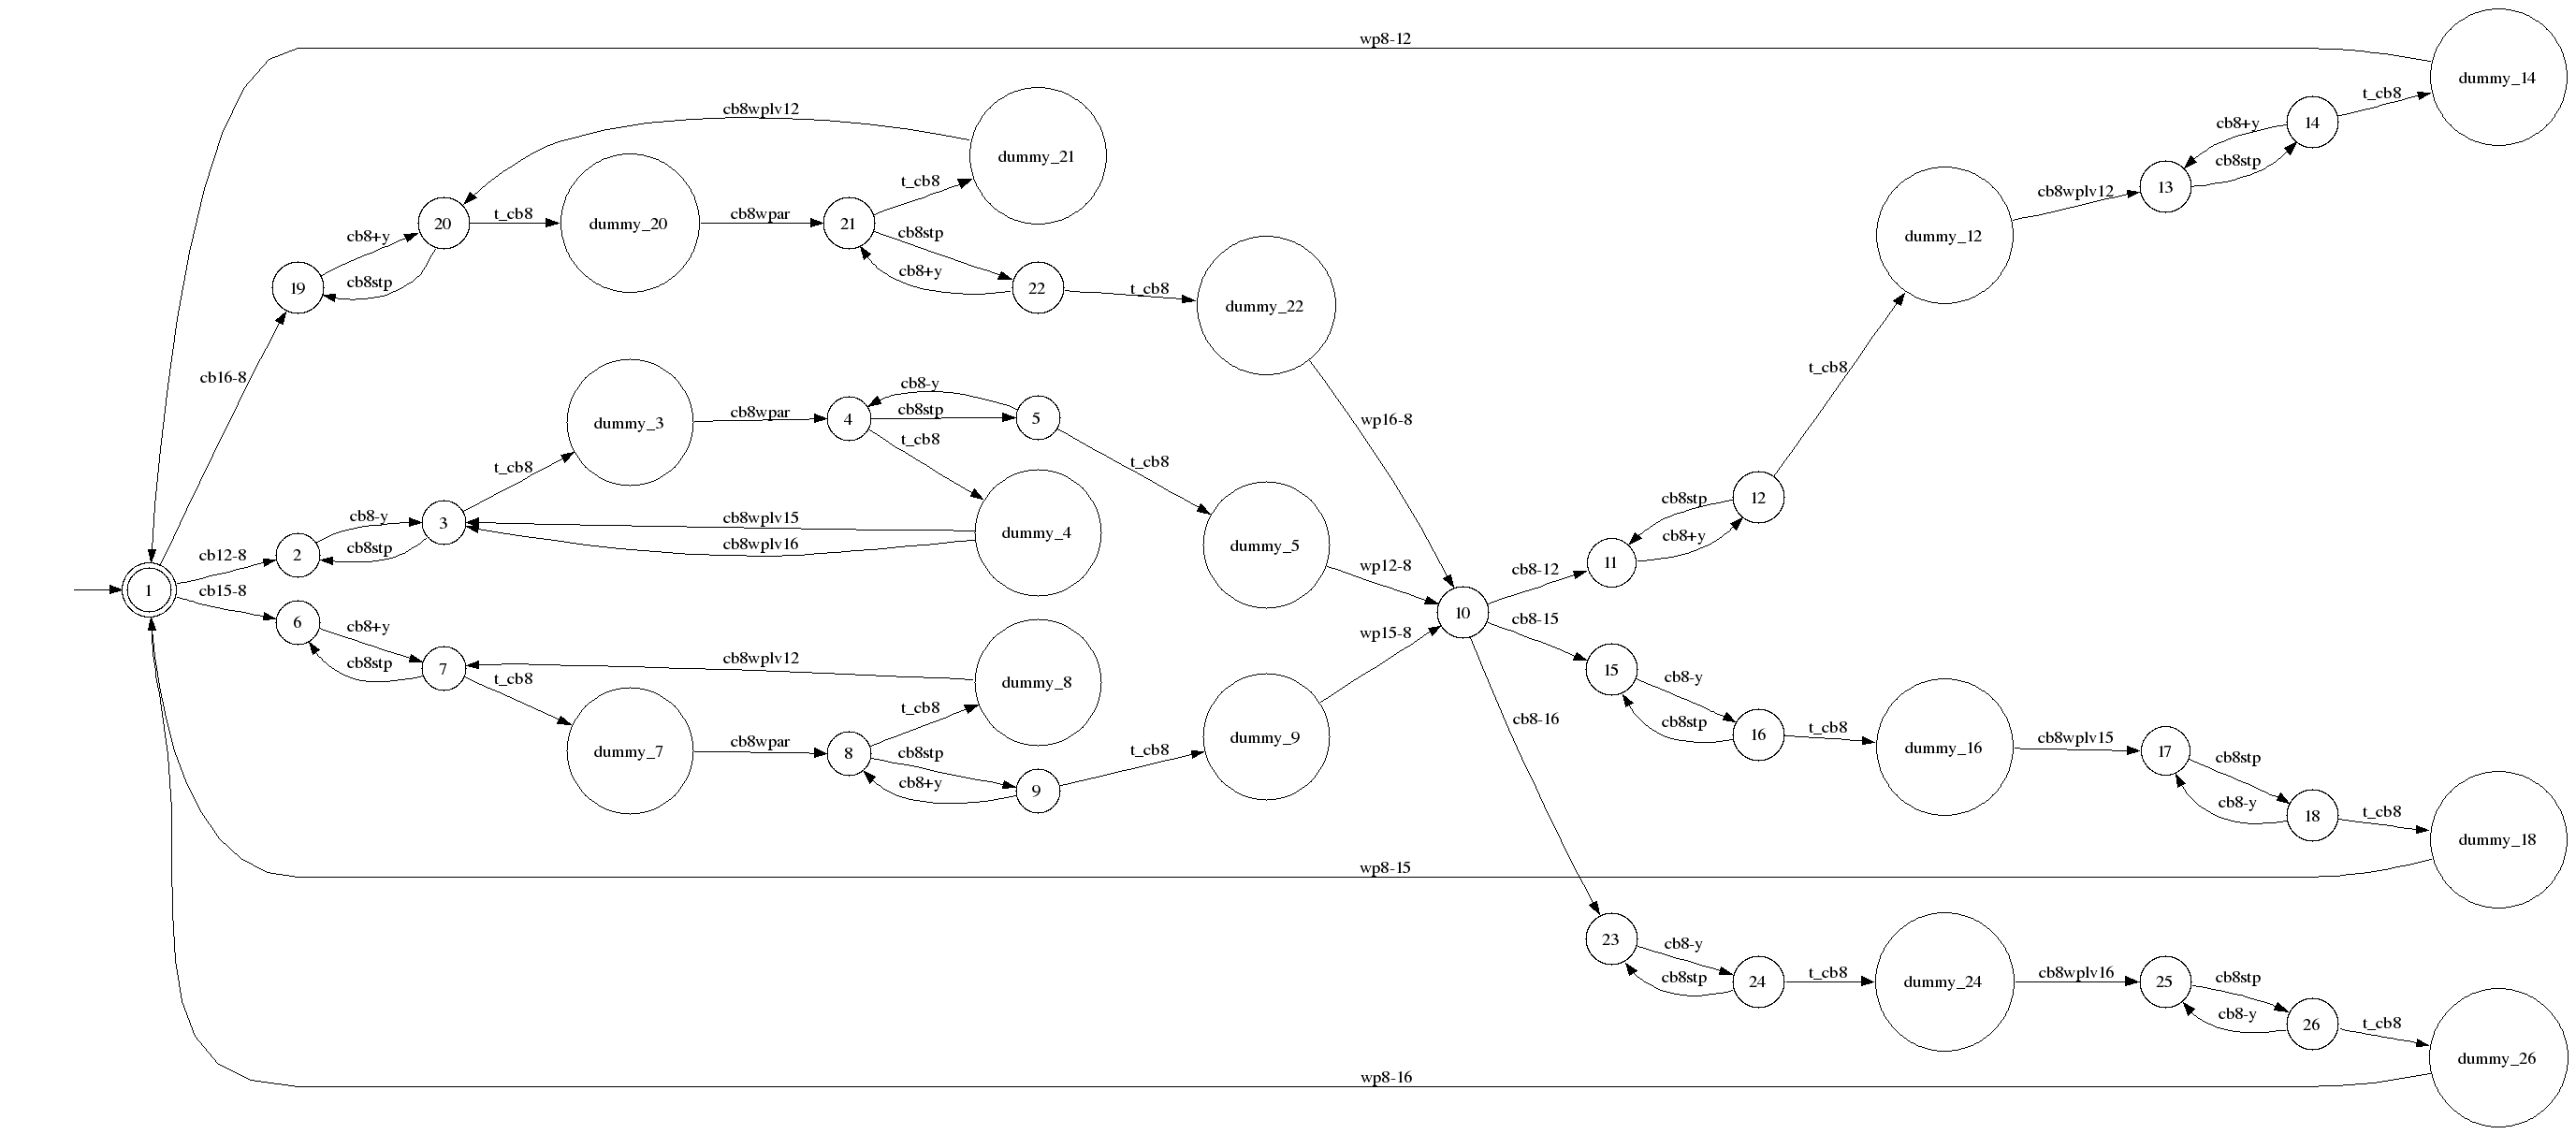 wp8-12
dummy_14
t_cb8
14
cb8+y
cb8stp
13
cb8wplv12
dummy_12
t_cb8
cb8wplv12
dummy_21
t_cb8
cb8+y
20
t_cb8
dummy_20
cb8wpar
21
cb8stp
cb8+y
22
t_cb8
dummy_22
19
cb8stp
cb16-8
wp16-8
dummy_3
cb8wpar
4
cb8-y
cb8stp
5
t_cb8
t_cb8
t_cb8
cb8-y
3
cb8wplv15
cb8wplv16
dummy_4
dummy_5
cb12-8
2
cb8stp
wp12-8
1
cb15-8
10
cb8-12
11
cb8stp
cb8+y
12
6
cb8+y
cb8stp
7
t_cb8
cb8wplv12
dummy_8
wp15-8
cb8-15
15
cb8-y
cb8stp
16
t_cb8
dummy_16
cb8wplv15
17
cb8stp
cb8-y
18
t_cb8
dummy_18
dummy_7
cb8wpar
8
t_cb8
cb8stp
cb8+y
9
t_cb8
dummy_9
cb8-16
wp8-15
23
cb8-y
cb8stp
24
t_cb8
dummy_24
cb8wplv16
25
cb8stp
cb8-y
26
t_cb8
dummy_26
wp8-16